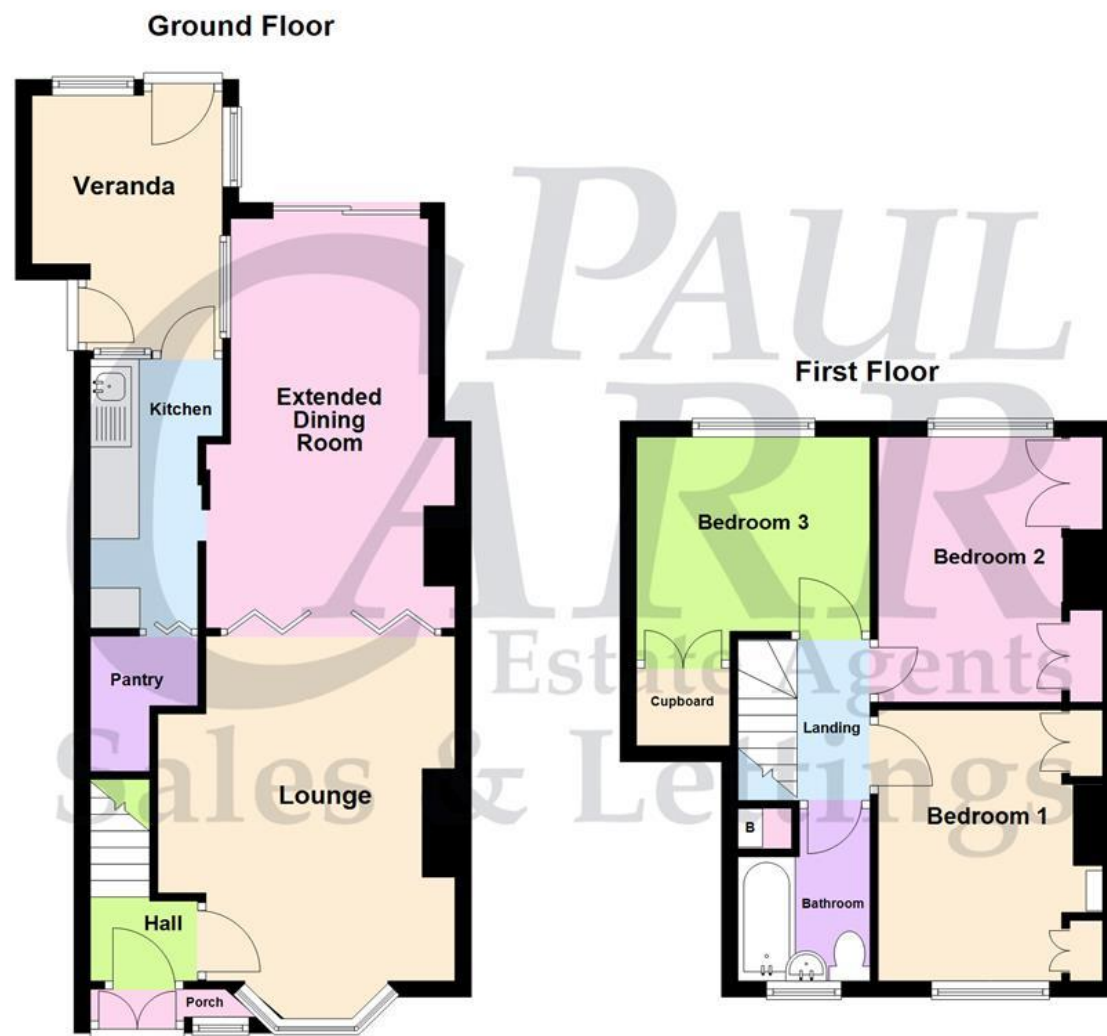 Ground Floor
Veranda
Kitchen
Extended
Dining
Room
Pantry
Lounge
Hall
Porch
First Floor
Bedroom 3
Bedroom 2
Cupboard
Landing
Bedroom 1
B
Bathroom
PAUL
CARR
Estate Agents
Sales & Lettings